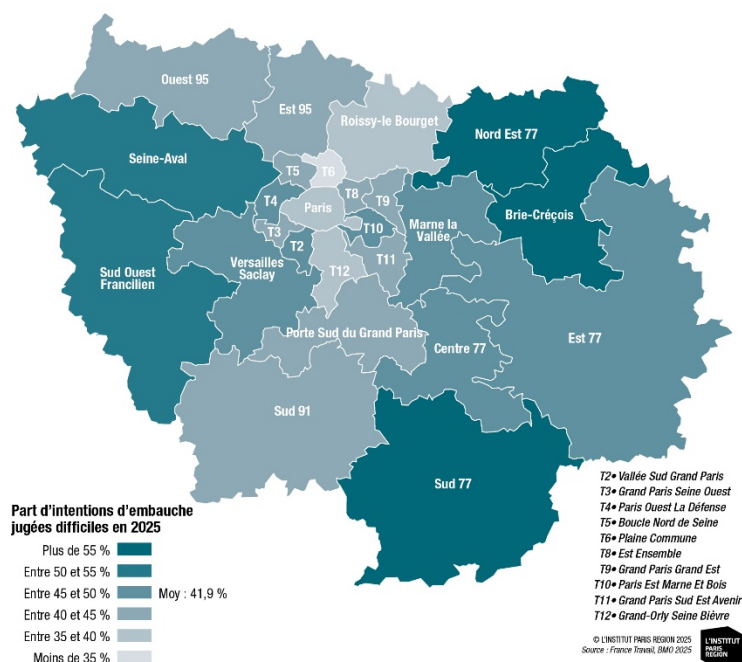 Ouest 95
Est 95
Roissy-le Bourget
Nord Est 77
Seine-Aval
T5
T6
T8
T9
T4
Paris
Brie-Créçois
T3
T2
T10
Marne la
Vallée
Sud Ouest
Francilien
Versailles
Saclay
T12
T11
Porte Sud du Grand Paris
Centre 77
Est 77
Sud 91
Sud 77
Part d'intentions d'embauche
jugées difficiles en 2025
Plus de 55 %
Entre 50 et 55 %
Entre 45 et 50 %
Moy : 41,9 %
Entre 40 et 45 %
Entre 35 et 40 %
Moins de 35 %
T2• Vallée Sud Grand Paris
T3• Grand Paris Seine Ouest
T4• Paris Ouest La Défense
T5• Boucle Nord de Seine
T6• Plaine Commune
T8• Est Ensemble
T9• Grand Paris Grand Est
T10• Paris Est Marne Et Bois
T11• Grand Paris Sud Est Avenir
T12• Grand-Orly Seine Bièvre
© L'INSTITUT PARIS REGION 2025
Source : France Travail, BMO 2025
L'INSTITUT
PARIS
REGION